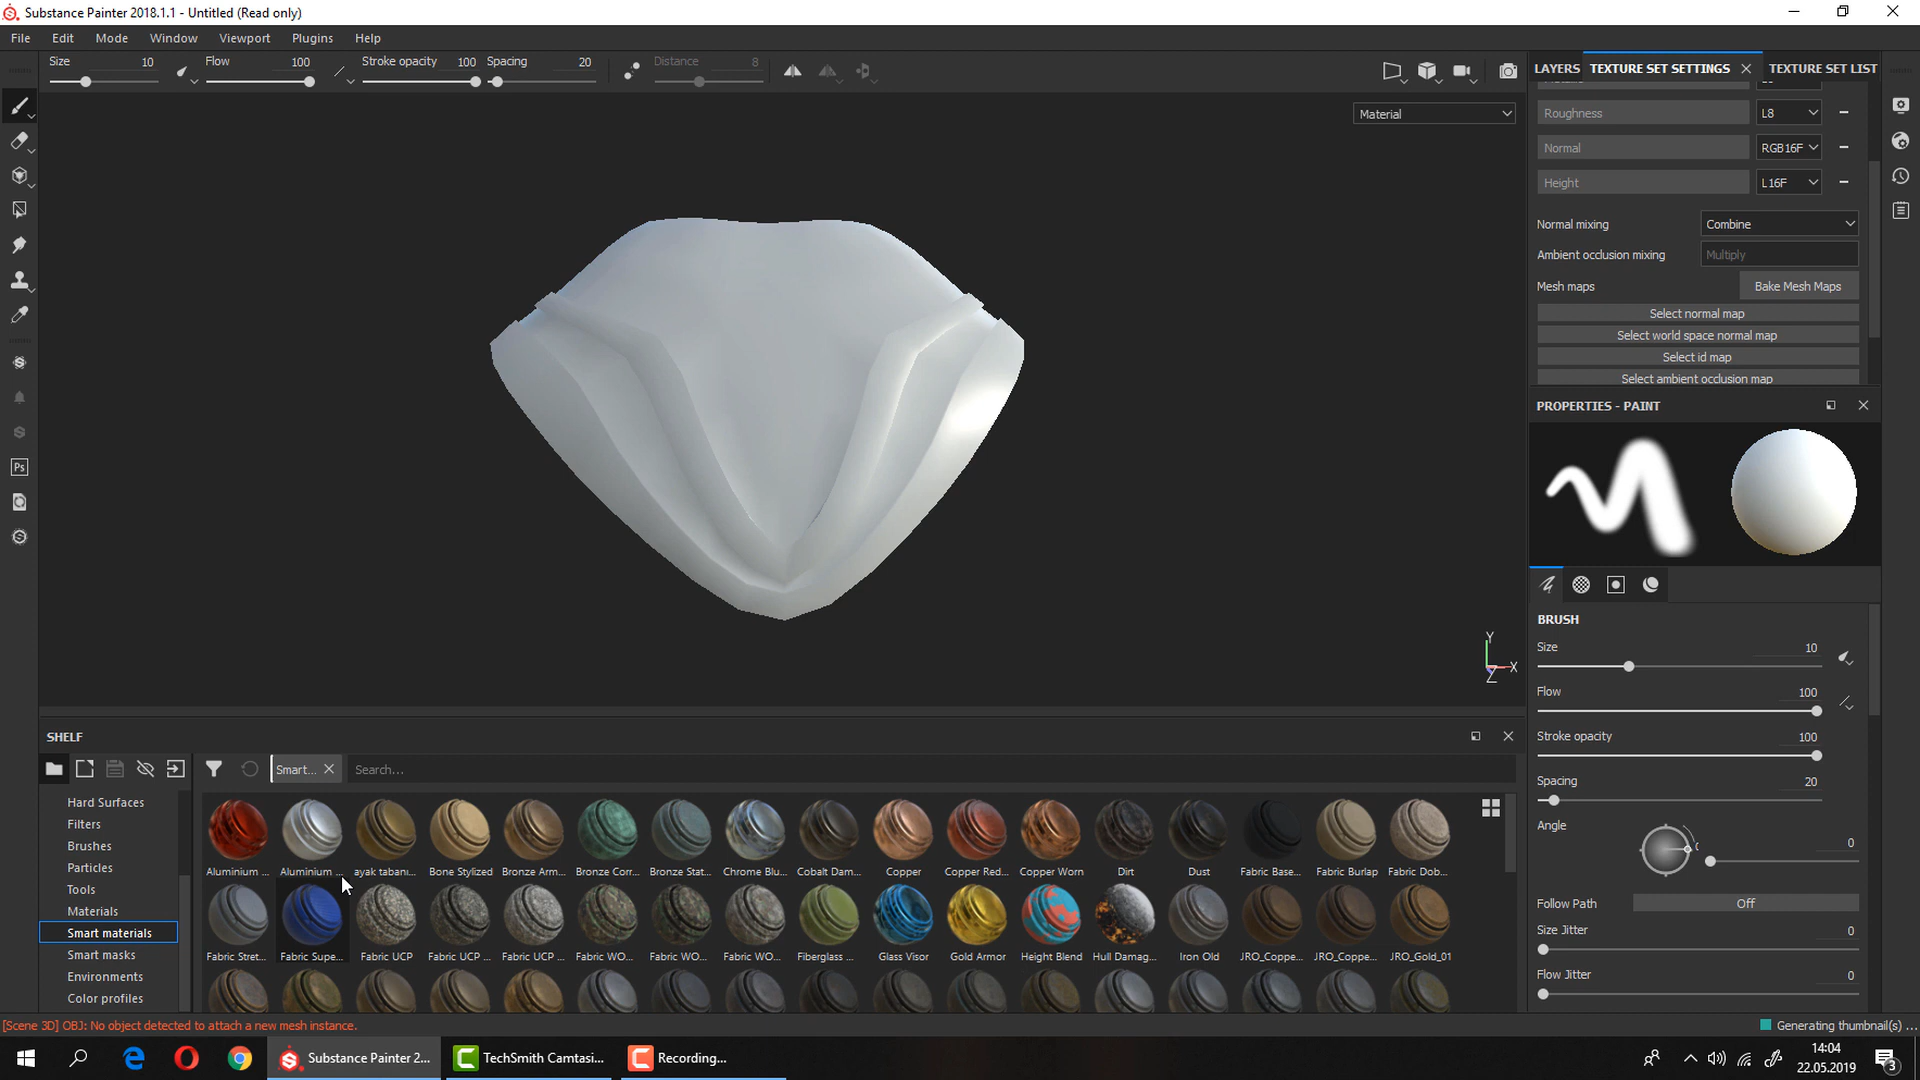 Substance Painter 2018.1.1 - Untitled (Read only)
File Edit Mode Window Viewport Plugins Help
Size 10 Flow 100 Stroke opacity 100 Spacing 20 Distance 8
LAYERS TEXTURE SET SETTINGS TEXTURE SET LIST
Material
Roughness L8
Normal RGB16F
Height L16F
Normal mixing Combine
Ambient occlusion mixing Multiply
Mesh maps Bake Mesh Maps
Select normal map
Select world space normal map
Select id map
Select ambient occlusion map
PROPERTIES - PAINT
BRUSH
Size 10
Flow 100
Stroke opacity 100
Spacing 20
Angle 0
Follow Path Off
Size Jitter 0
Flow Jitter 0
Y
X
Z
SHELF
Smart... Search...
Hard Surfaces
Filters
Brushes
Particles
Tools
Materials
Smart materials
Smart masks
Environments
Color profiles
Aluminium ... Aluminium ... ayak tabanı... Bone Stylized Bronze Arm... Bronze Corr... Bronze Stat... Chrome Blu... Cobalt Dam... Copper Copper Red... Copper Worn Dirt Dust Fabric Base... Fabric Burlap Fabric Dob...
Fabric Stret... Fabric Supe... Fabric UCP Fabric UCP ... Fabric UCP ... Fabric WO... Fabric WO... Fabric WO... Fiberglass ... Glass Visor Gold Armor Height Blend Hull Damag... Iron Old JRO_Coppe... JRO_Coppe... JRO_Gold_01
[Scene 3D] OBJ: No object detected to attach a new mesh instance.
Generating thumbnail(s) ...
Ps
Substance Painter 2... TechSmith Camtasi... Recording...
14:04
22.05.2019
3